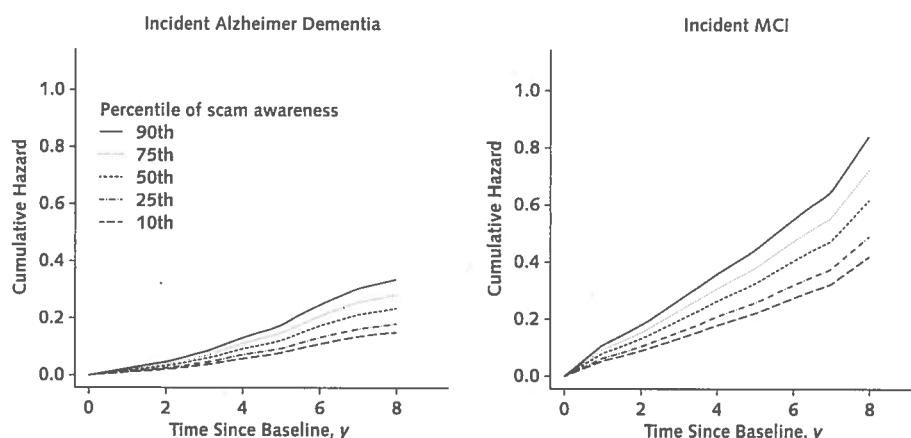 Incident Alzheimer Dementia
Cumulative Hazard
1.0
0.8
0.6
0.4
0.2
0.0
Percentile of scam awareness
90th
75th
50th
25th
10th
0 2 4 6 8
Time Since Baseline, y
Incident MCI
Cumulative Hazard
1.0
0.8
0.6
0.4
0.2
0.0
0 2 4 6 8
Time Since Baseline, y